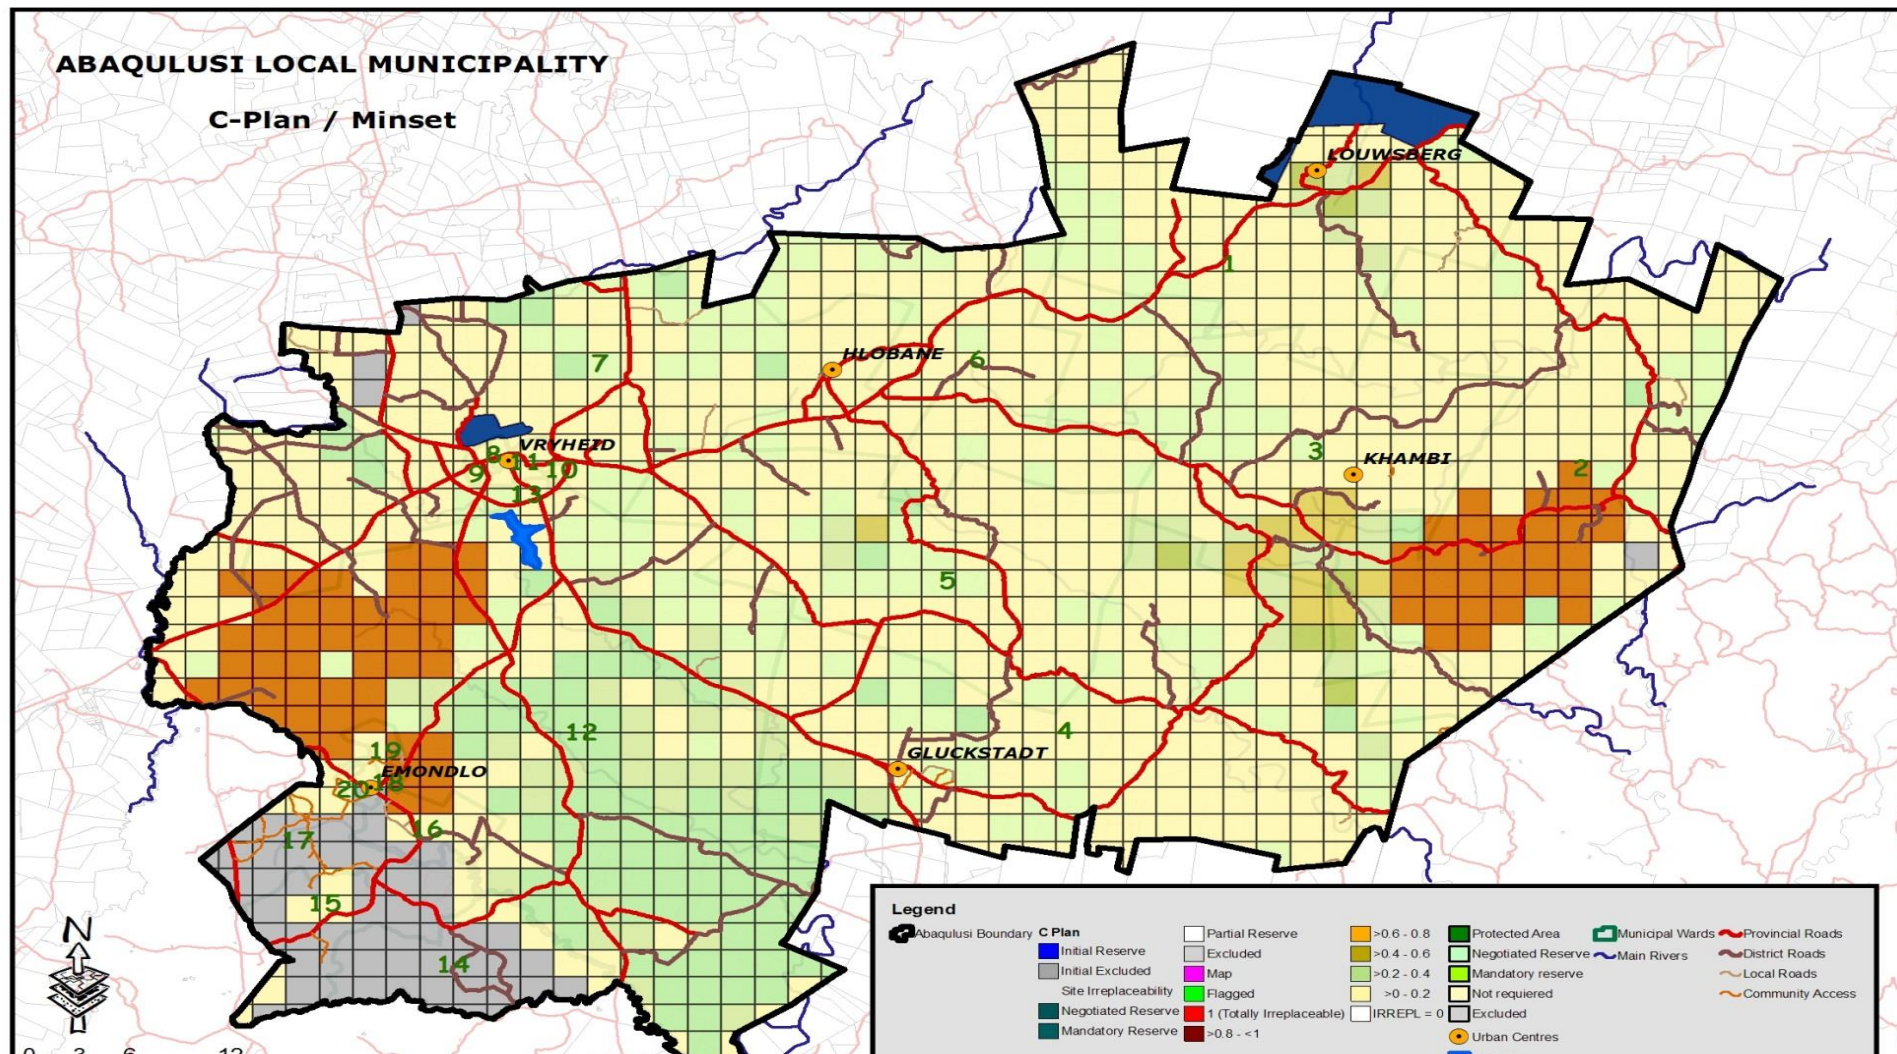 ABAQULUSI LOCAL MUNICIPALITY
C-Plan / Minset
LOUWSBERG
1
7
HLOBANE
6
VRYHEID
8
11
9
10
13
3
KHAMBI
2
5
12
4
GLUCKSTADT
19
EMONDLO
20
18
16
17
15
14
N
0 3 6 12
Legend
Abaqulusi Boundary
C Plan
Initial Reserve
Initial Excluded
Site Irreplaceability
Negotiated Reserve
Mandatory Reserve
Partial Reserve
Excluded
Map
Flagged
1 (Totally Irreplaceable)
>0.8 - <1
>0.6 - 0.8
>0.4 - 0.6
>0.2 - 0.4
>0 - 0.2
IRREPL = 0
Protected Area
Negotiated Reserve
Mandatory reserve
Not requiered
Excluded
Urban Centres
Municipal Wards
Main Rivers
Provincial Roads
District Roads
Local Roads
Community Access